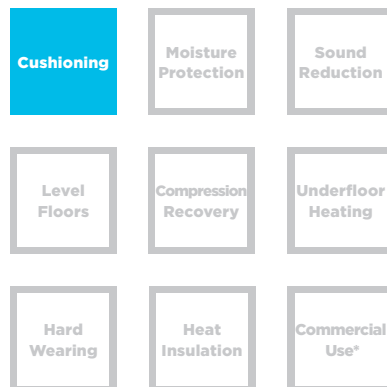 Cushioning
Moisture
Protection
Sound
Reduction
Level
Floors
Compression
Recovery
Underfloor
Heating
Hard
Wearing
Heat
Insulation
Commercial
Use*